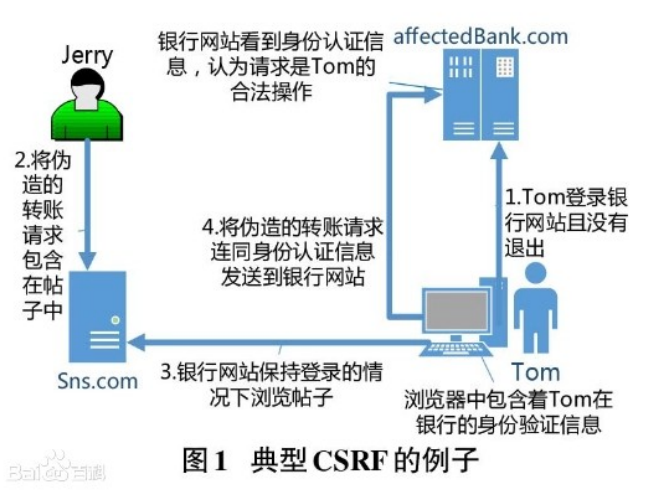 Jerry
银行网站看到身份认证信
息，认为请求是Tom的
合法操作
affectedBank.com
2.将伪
造的
转账
请求
包含
在帖
子中
4.将伪造的转账请求
连同身份认证信息
发送到银行网站
1.Tom登录银
行网站且没有
退出
Sns.com
3.银行网站保持登录的情
况下浏览帖子
Tom
浏览器中包含着Tom在
银行的身份验证信息
图1 典型CSRF的例子
Baidu百科